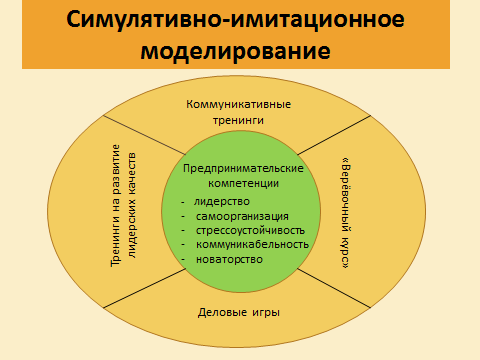 Симулятивно-имитационное
моделирование
Коммуникативные
тренинги
Тренинги на развитие
лидерских качеств
Предпринимательские
компетенции
- лидерство
- самоорганизация
- стрессоустойчивость
- коммуникабельность
- новаторство
«Верёвочный курс»
Деловые игры